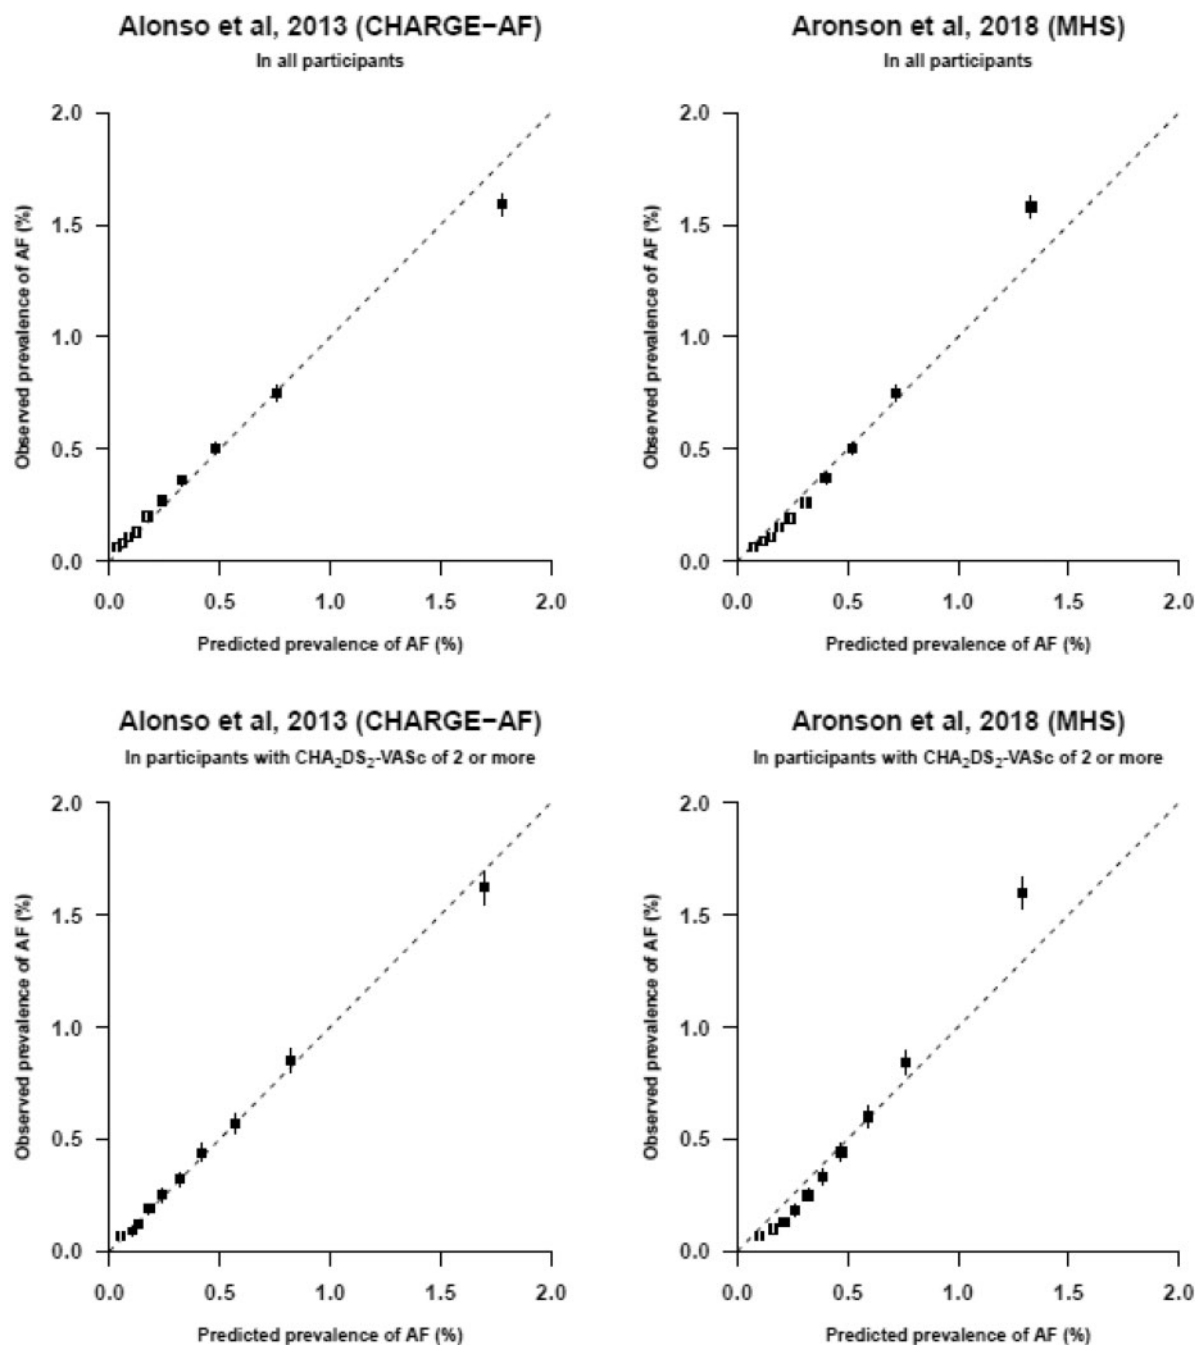 Alonso et al, 2013 (CHARGE−AF)
In all participants
Observed prevalence of AF (%)
2.0
1.5
1.0
0.5
0.0
0.0 0.5 1.0 1.5 2.0
Predicted prevalence of AF (%)
Aronson et al, 2018 (MHS)
In all participants
Observed prevalence of AF (%)
2.0
1.5
1.0
0.5
0.0
0.0 0.5 1.0 1.5 2.0
Predicted prevalence of AF (%)
Alonso et al, 2013 (CHARGE−AF)
In participants with CHA₂DS₂-VASc of 2 or more
Observed prevalence of AF (%)
2.0
1.5
1.0
0.5
0.0
0.0 0.5 1.0 1.5 2.0
Predicted prevalence of AF (%)
Aronson et al, 2018 (MHS)
In participants with CHA₂DS₂-VASc of 2 or more
Observed prevalence of AF (%)
2.0
1.5
1.0
0.5
0.0
0.0 0.5 1.0 1.5 2.0
Predicted prevalence of AF (%)